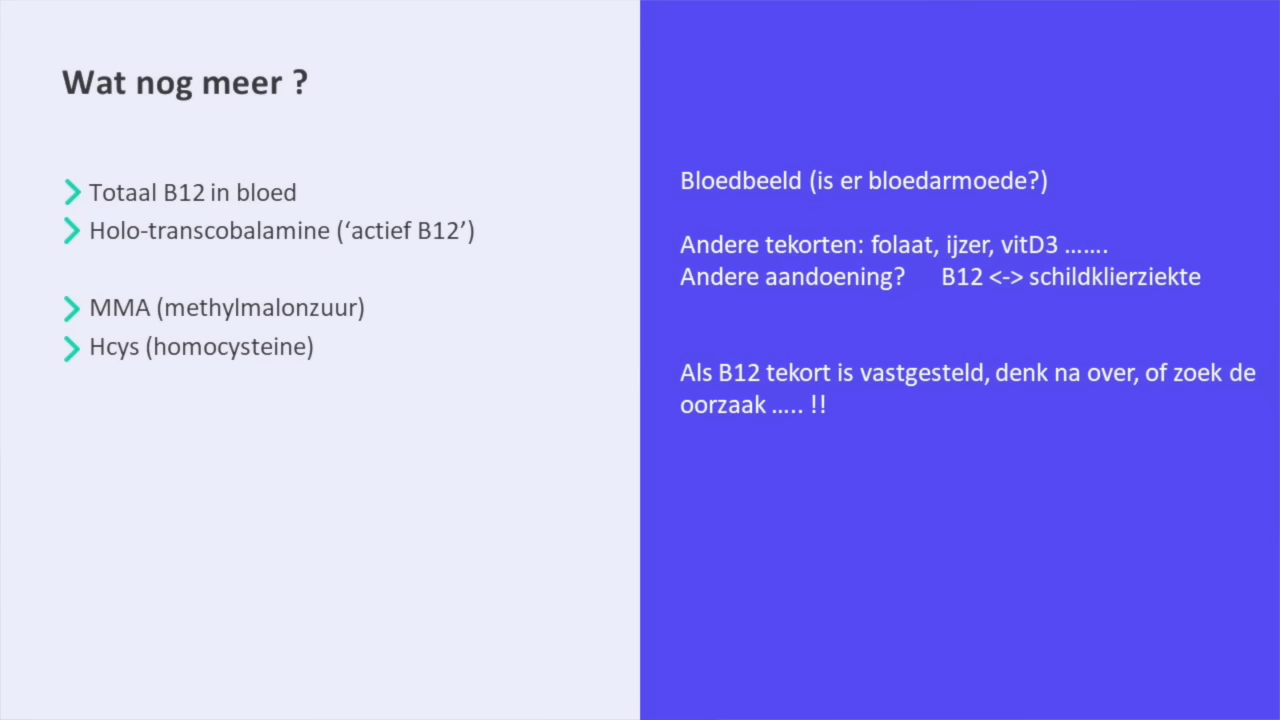 Wat nog meer ?
Totaal B12 in bloed
Holo-transcobalamine (‘actief B12’)
MMA (methylmalonzuur)
Hcys (homocysteine)
Bloedbeeld (is er bloedarmoede?)
Andere tekorten: folaat, ijzer, vitD3 …….
Andere aandoening? B12 <-> schildklierziekte
Als B12 tekort is vastgesteld, denk na over, of zoek de
oorzaak ….. !!